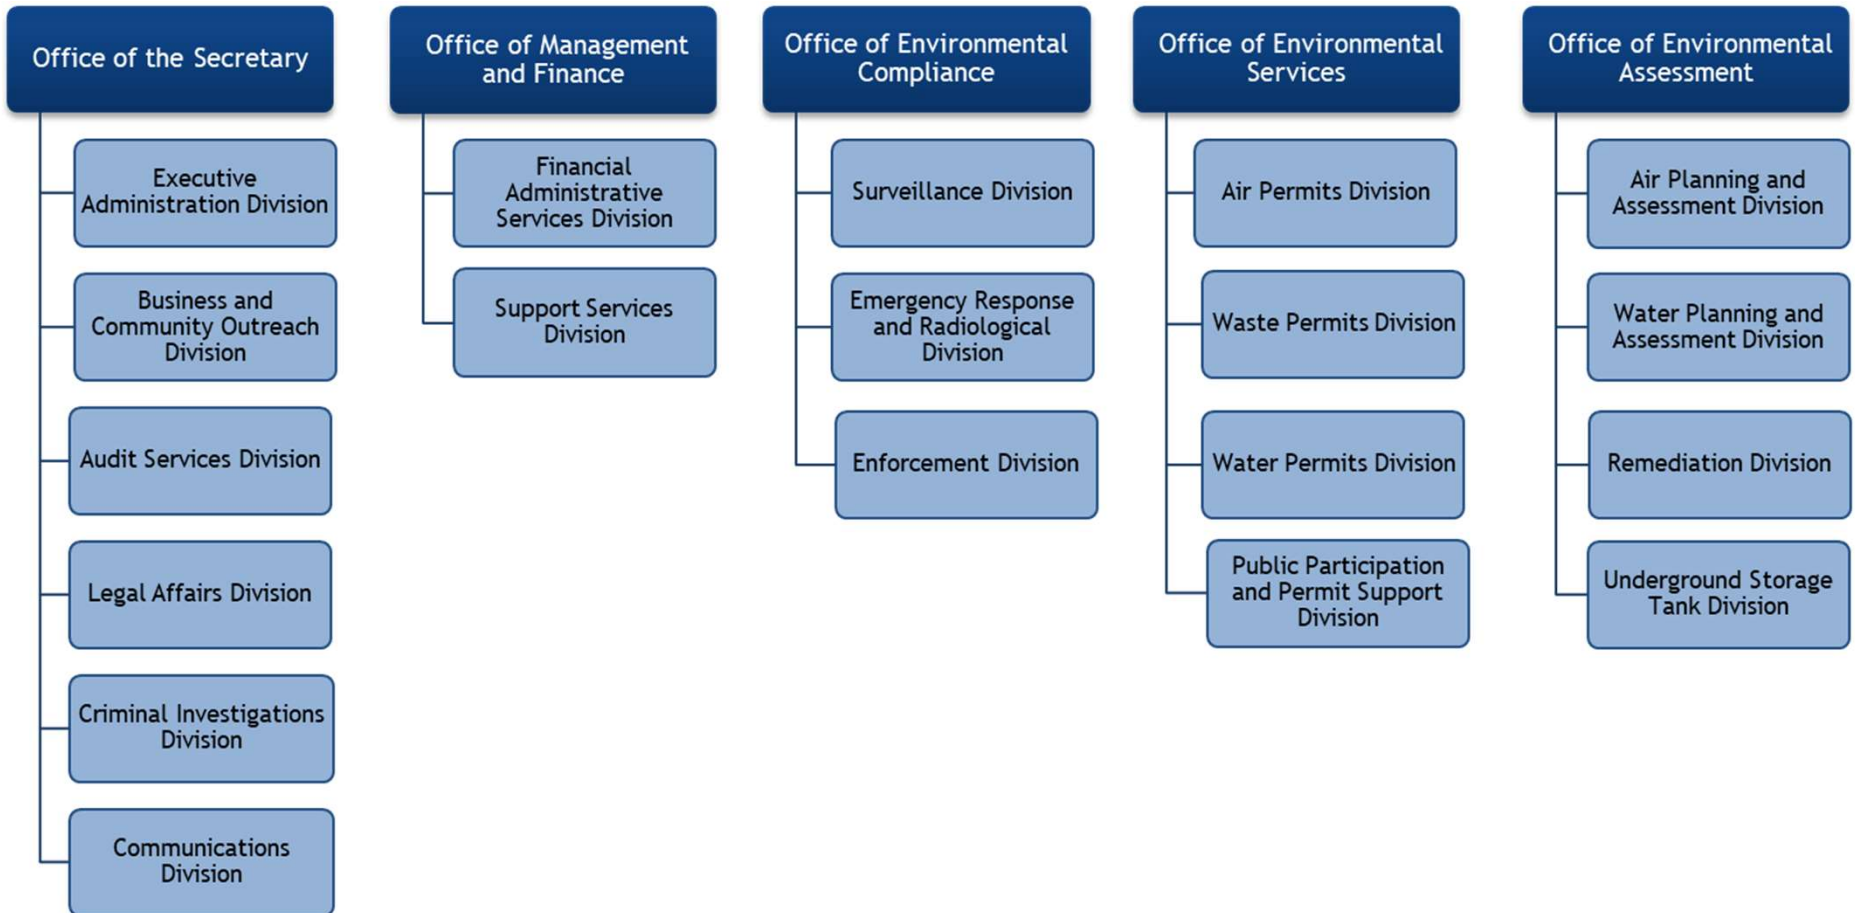 Office of the Secretary
Executive
Administration Division
Business and
Community Outreach
Division
Audit Services Division
Legal Affairs Division
Criminal Investigations
Division
Communications
Division
Office of Management
and Finance
Financial
Administrative
Services Division
Support Services
Division
Office of Environmental
Compliance
Surveillance Division
Emergency Response
and Radiological
Division
Enforcement Division
Office of Environmental
Services
Air Permits Division
Waste Permits Division
Water Permits Division
Public Participation
and Permit Support
Division
Office of Environmental
Assessment
Air Planning and
Assessment Division
Water Planning and
Assessment Division
Remediation Division
Underground Storage
Tank Division